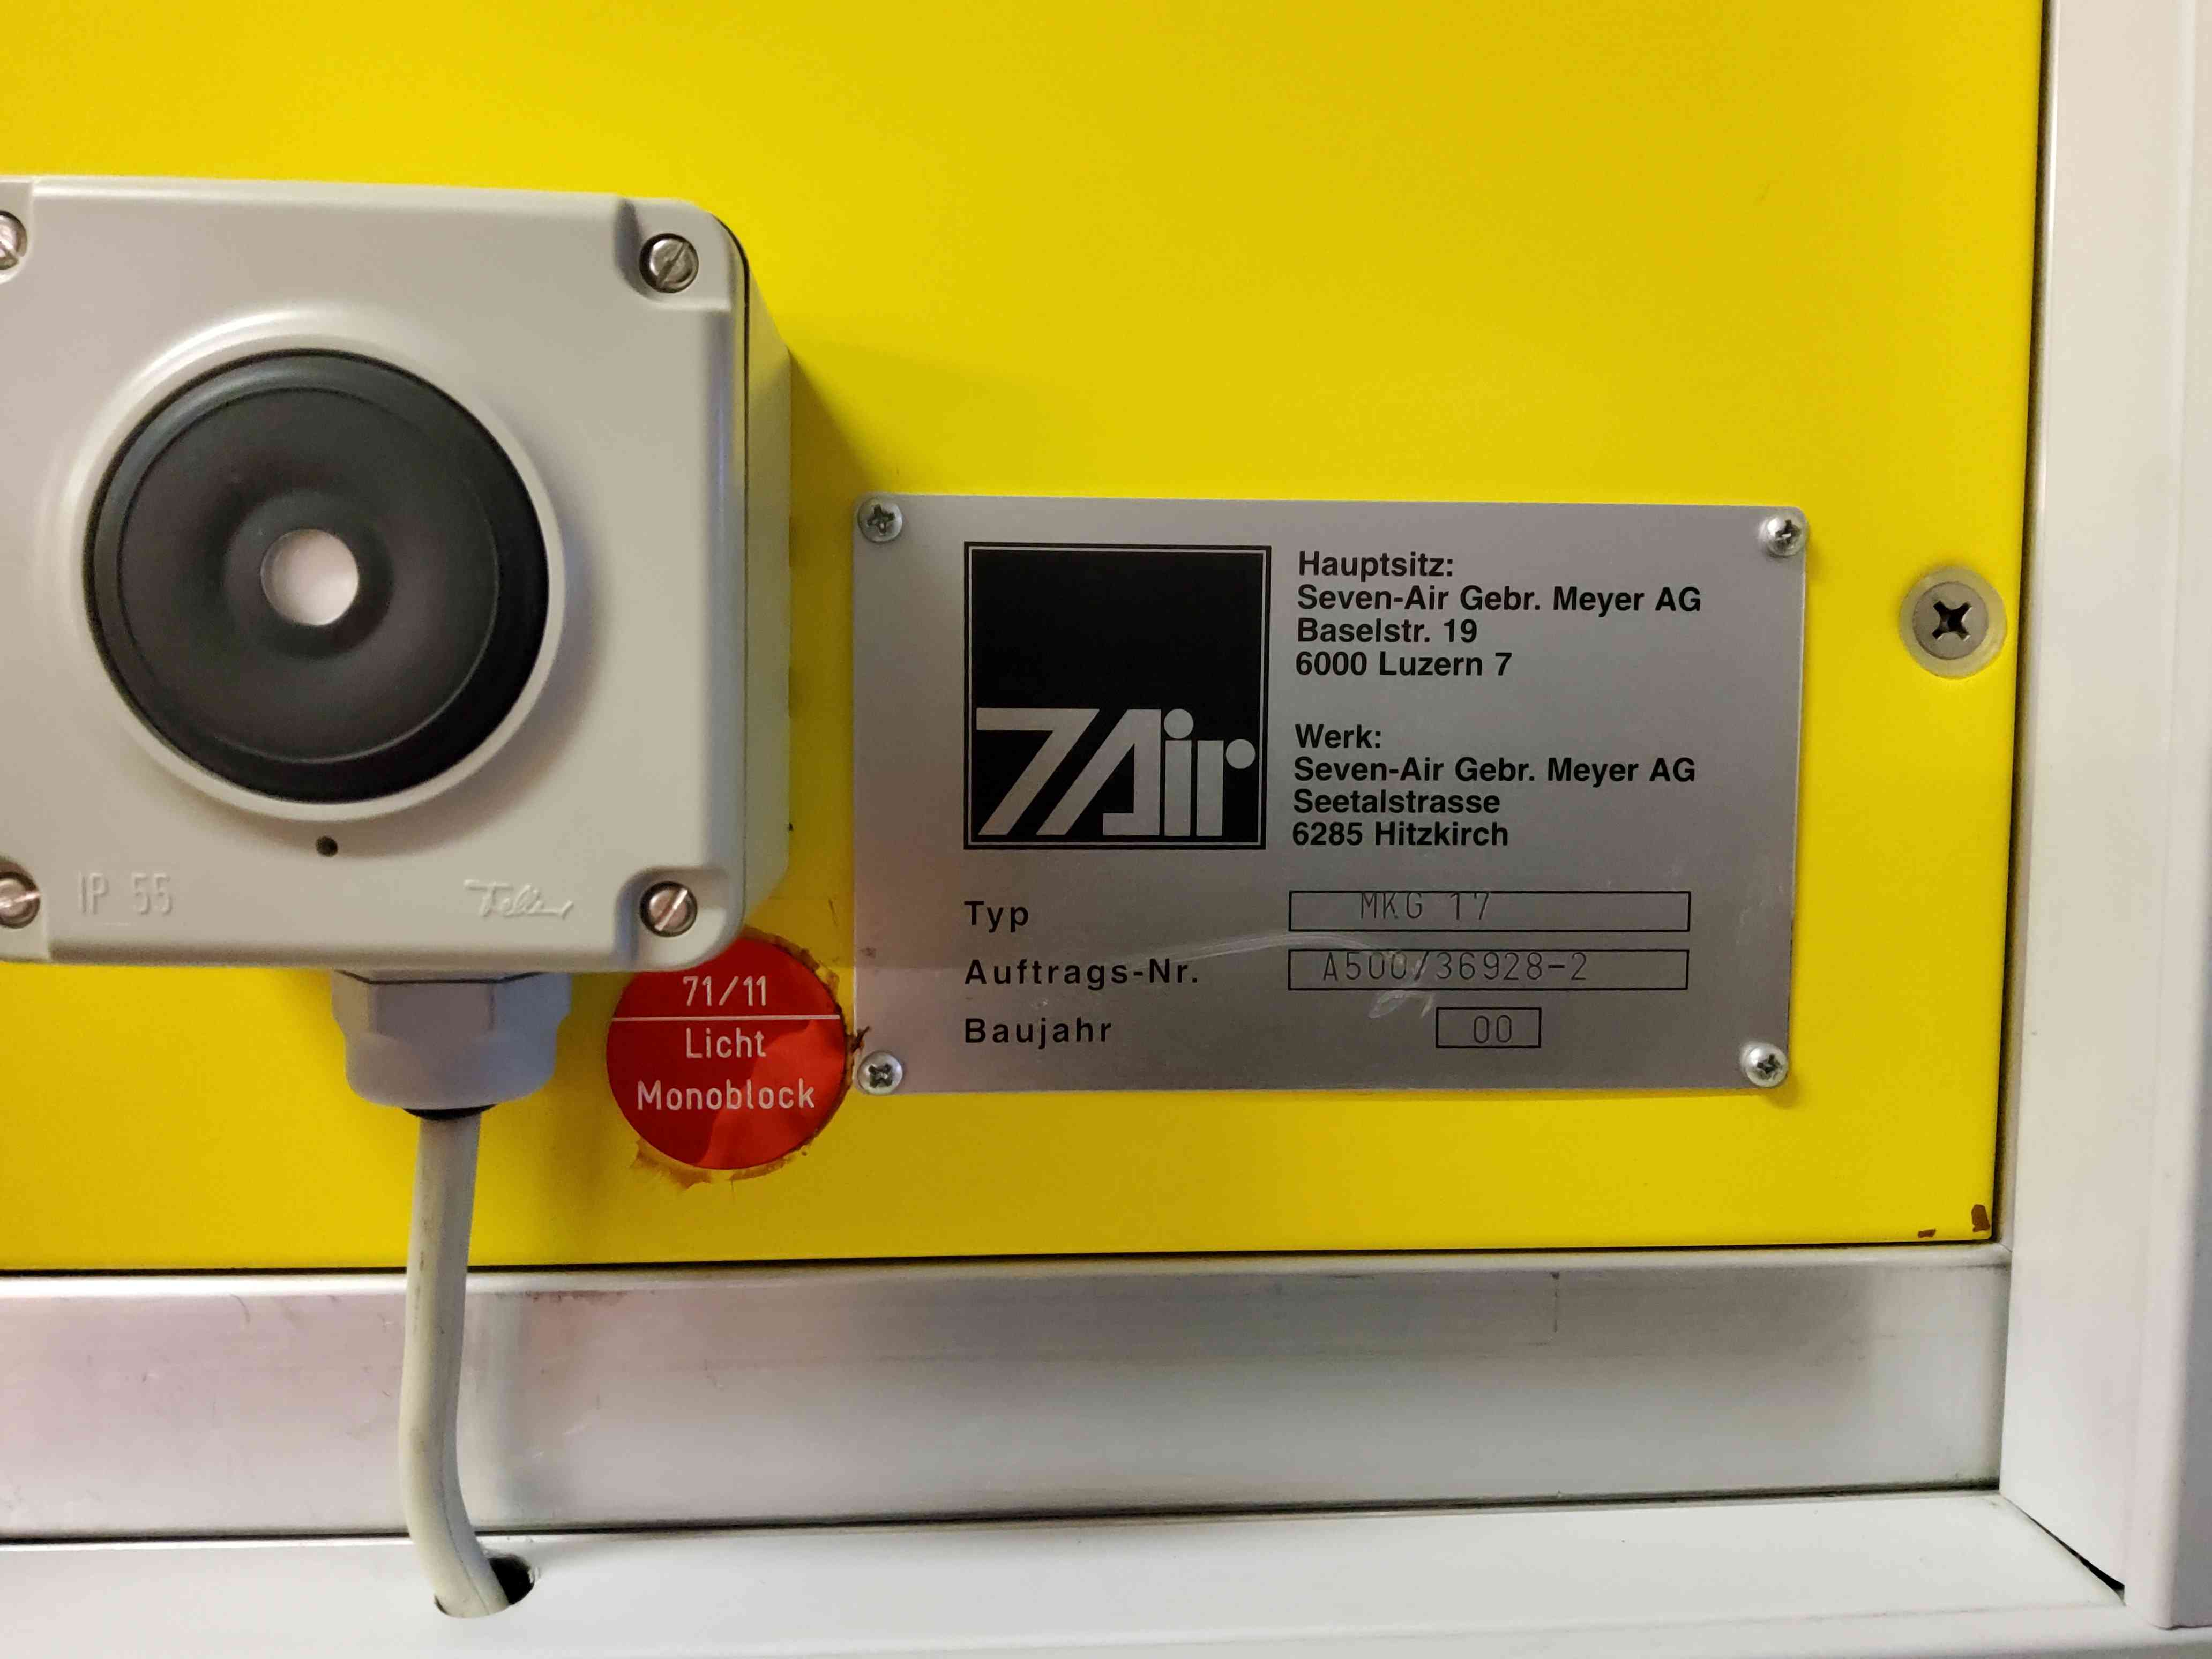 IP 55
Feller
71/11
Licht
Monoblock
7Air
Hauptsitz:
Seven-Air Gebr. Meyer AG
Baselstr. 19
6000 Luzern 7
Werk:
Seven-Air Gebr. Meyer AG
Seetalstrasse
6285 Hitzkirch
Typ MKG 17
Auftrags-Nr. A500/36928-2
Baujahr 00